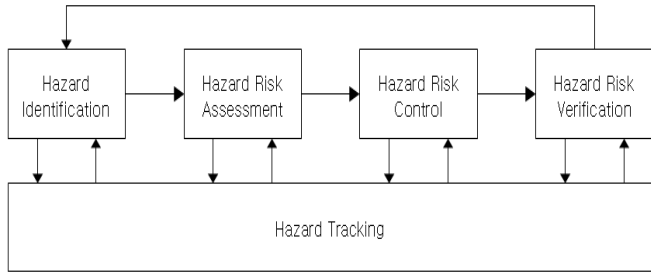 Hazard
Identification
Hazard Risk
Assessment
Hazard Risk
Control
Hazard Risk
Verification
Hazard Tracking